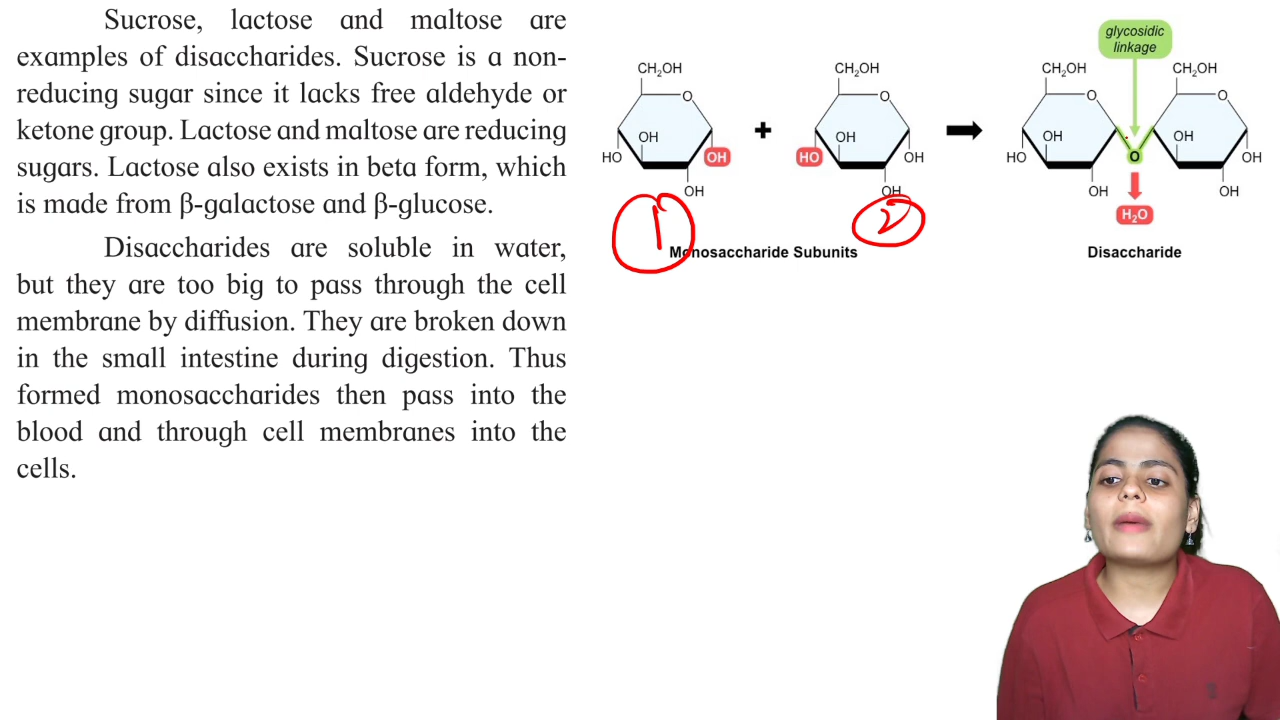 Sucrose, lactose and maltose are
examples of disaccharides. Sucrose is a non-
reducing sugar since it lacks free aldehyde or
ketone group. Lactose and maltose are reducing
sugars. Lactose also exists in beta form, which
is made from β-galactose and β-glucose.
Disaccharides are soluble in water,
but they are too big to pass through the cell
membrane by diffusion. They are broken down
in the small intestine during digestion. Thus
formed monosaccharides then pass into the
blood and through cell membranes into the
cells.
glycosidic
linkage
CH₂OH
O
OH
HO
OH
OH
+
CH₂OH
O
OH
HO
OH
OH
CH₂OH
O
OH
HO
OH
O
CH₂OH
O
OH
OH
OH
H₂O
1
2
Monosaccharide Subunits
Disaccharide